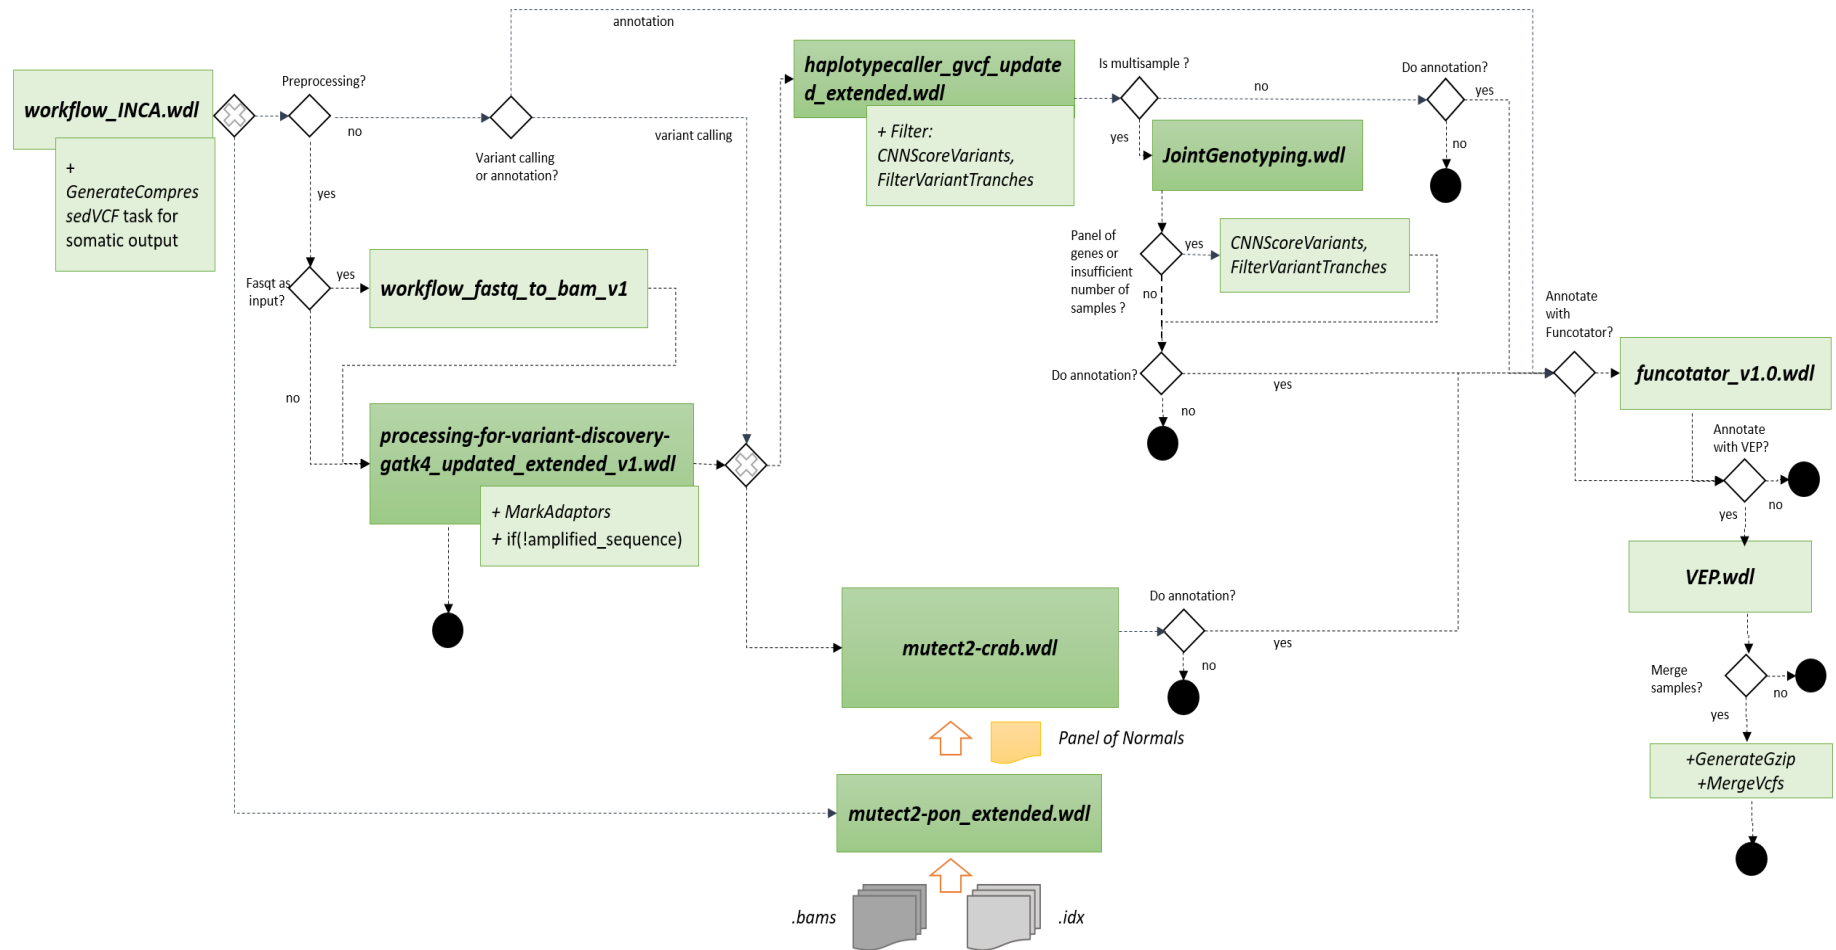 annotation
workflow_INCA.wdl
+
GenerateCompres
sedVCF task for
somatic output
Preprocessing?
no
yes
Variant calling
or annotation?
variant calling
Fasqt as
input?
yes
no
workflow_fastq_to_bam_v1
processing-for-variant-discovery-
gatk4_updated_extended_v1.wdl
+ MarkAdaptors
+ if(!amplified_sequence)
haplotypecaller_gvcf_update
d_extended.wdl
+ Filter:
CNNScoreVariants,
FilterVariantTranches
Is multisample ?
no
yes
Do annotation?
yes
no
JointGenotyping.wdl
Panel of
genes or
insufficient
number of
samples ?
yes
no
CNNScoreVariants,
FilterVariantTranches
Do annotation?
yes
no
Annotate
with
Funcotator?
funcotator_v1.0.wdl
Annotate
with VEP?
no
yes
VEP.wdl
Merge
samples?
no
yes
+GenerateGzip
+MergeVcfs
mutect2-crab.wdl
Do annotation?
yes
no
Panel of Normals
mutect2-pon_extended.wdl
.bams
.idx